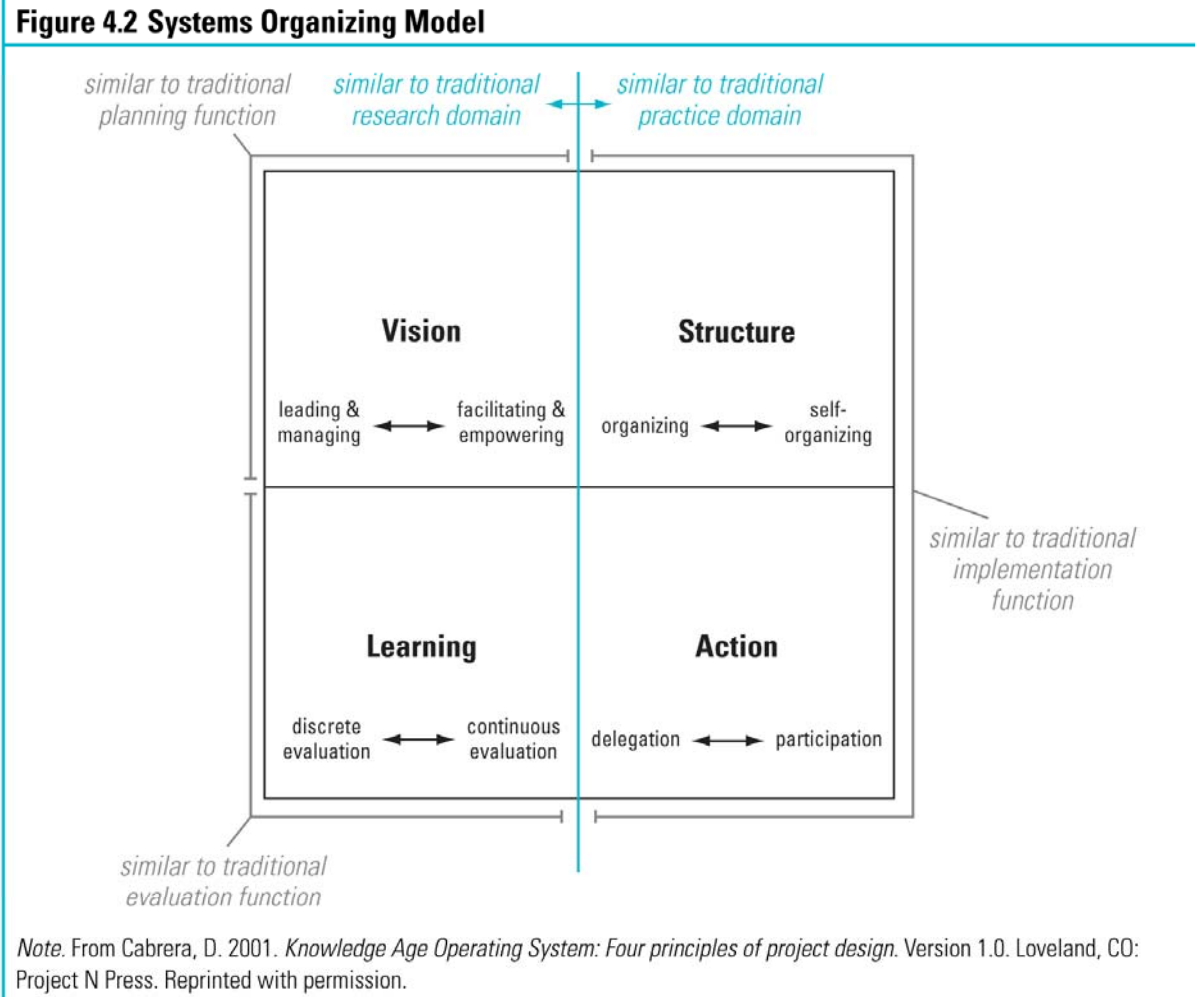 Figure 4.2 Systems Organizing Model
similar to traditional
planning function
similar to traditional
research domain
similar to traditional
practice domain
Vision
leading &
managing
facilitating &
empowering
Structure
organizing
self-
organizing
similar to traditional
implementation
function
Learning
discrete
evaluation
continuous
evaluation
Action
delegation
participation
similar to traditional
evaluation function
Note. From Cabrera, D. 2001. Knowledge Age Operating System: Four principles of project design. Version 1.0. Loveland, CO:
Project N Press. Reprinted with permission.